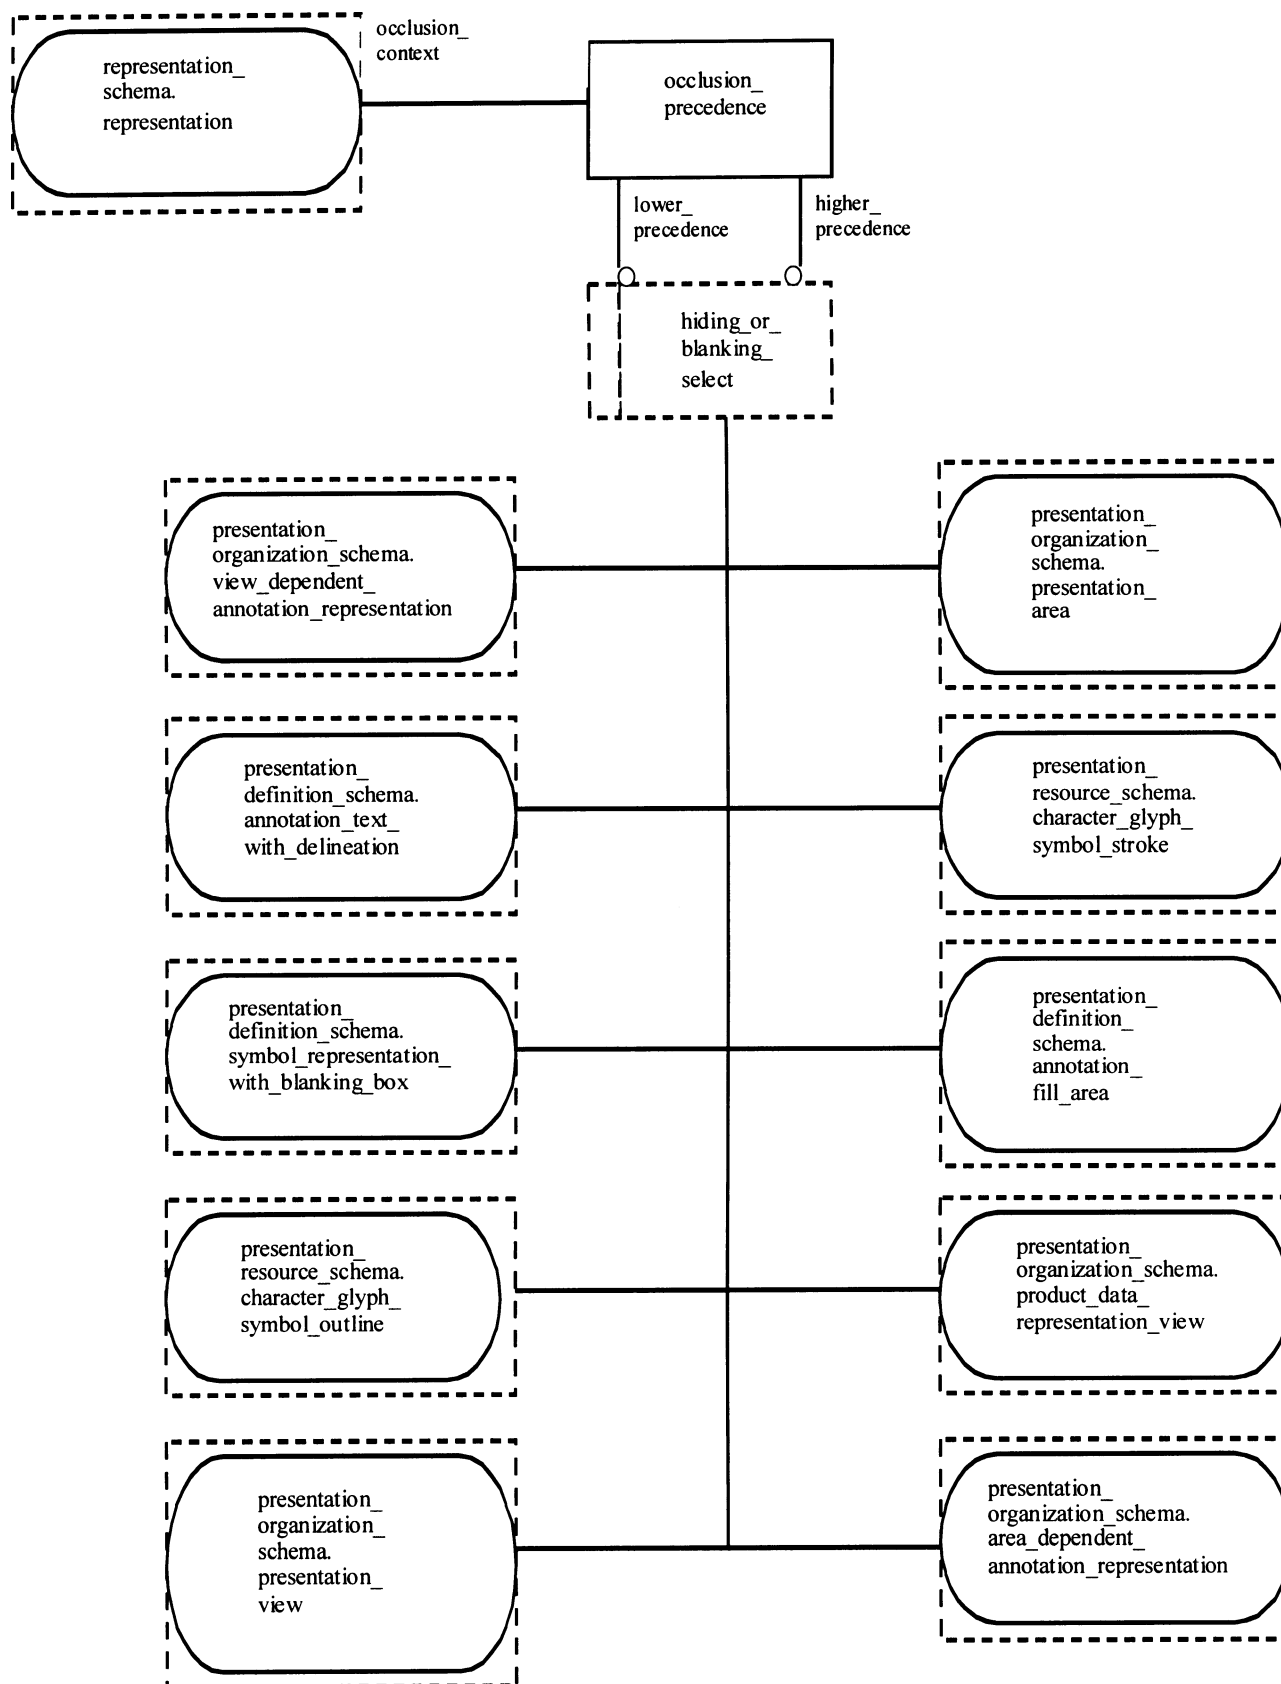 representation_
schema.
representation
occlusion_
context
occlusion_
precedence
lower_
precedence
higher_
precedence
hiding_or_
blanking_
select
presentation_
organization_schema.
view_dependent_
annotation_representation
presentation_
organization_
schema.
presentation_
area
presentation_
definition_schema.
annotation_text_
with_delineation
presentation_
resource_schema.
character_glyph_
symbol_stroke
presentation_
definition_schema.
symbol_representation_
with_blanking_box
presentation_
definition_
schema.
annotation_
fill_area
presentation_
resource_schema.
character_glyph_
symbol_outline
presentation_
organization_schema.
product_data_
representation_view
presentation_
organization_
schema.
presentation_
view
presentation_
organization_schema.
area_dependent_
annotation_representation